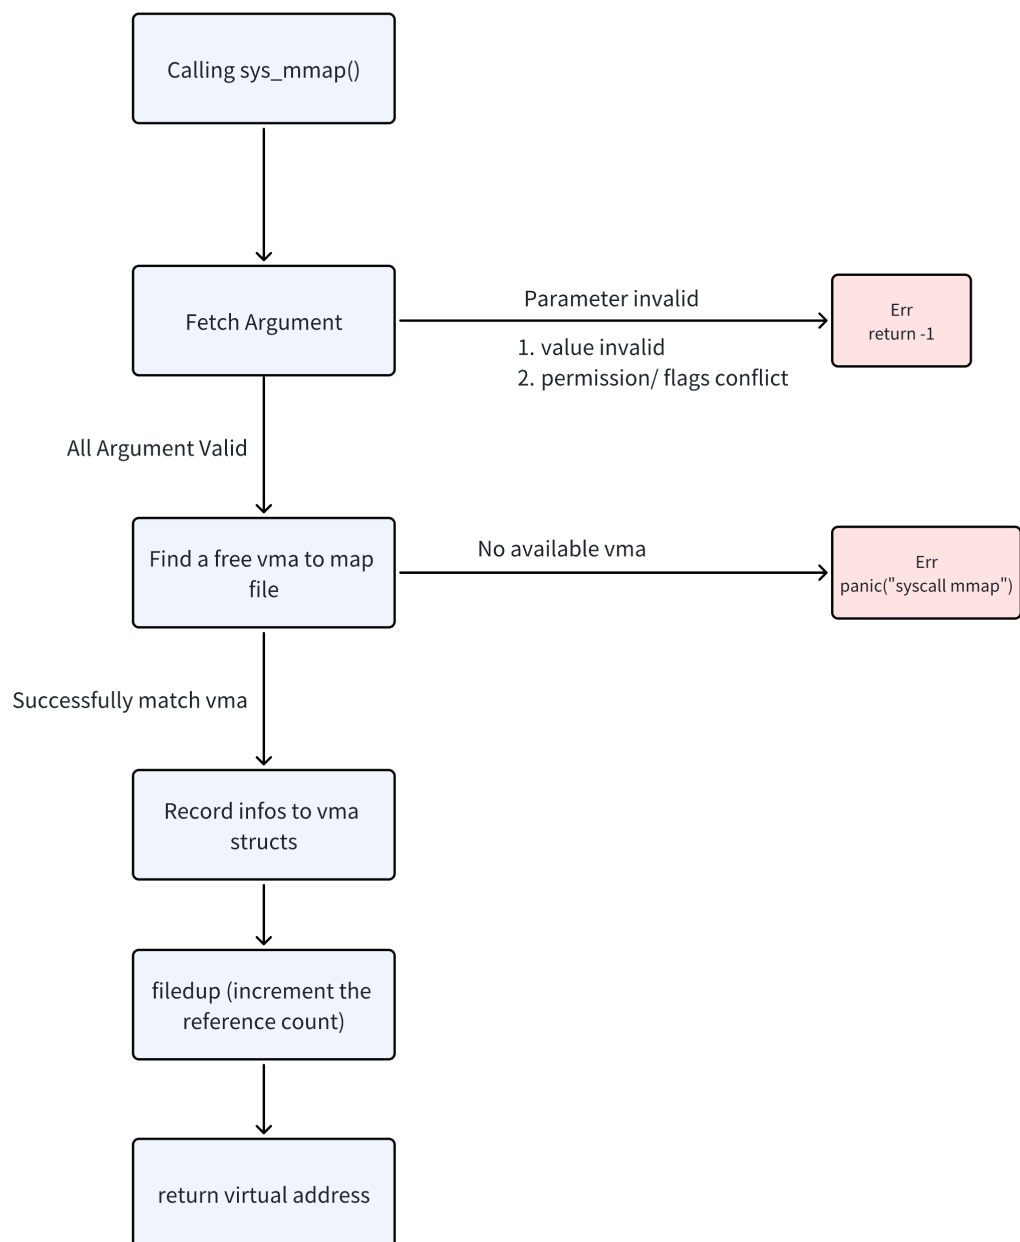 Calling sys_mmap()
Fetch Argument
Parameter invalid
1. value invalid
2. permission/ flags conflict
Err
return -1
All Argument Valid
Find a free vma to map
file
No available vma
Err
panic("syscall mmap")
Successfully match vma
Record infos to vma
structs
filedup (increment the
reference count)
return virtual address